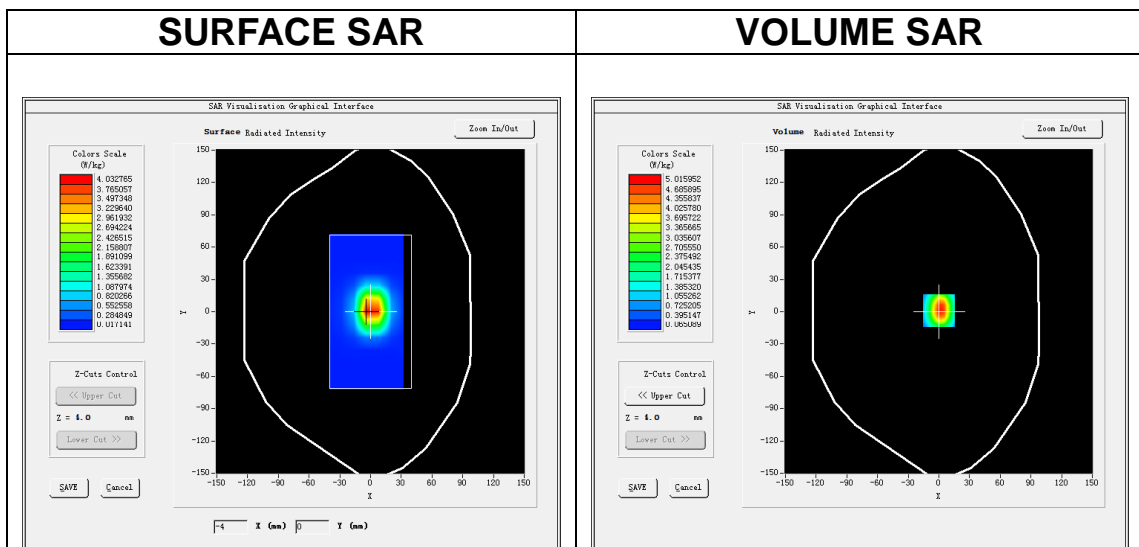 SURFACE SAR
VOLUME SAR
SAR Visualisation Graphical Interface
Surface Radiated Intensity
Zoom In/Out
Colors Scale
(W/kg)
4.032765
3.765057
3.497348
3.229640
2.961932
2.694224
2.426515
2.158807
1.891099
1.623391
1.355682
1.087974
0.820266
0.552558
0.284849
0.017141
150
120
90
60
30
0
-30
-60
-90
-120
-150
Y
-150 -120 -90 -60 -30 0 30 60 90 120 150
X
Z-Cuts Control
<< Upper Cut
Z = 4.0 mm
Lower Cut >>
SAVE Cancel
-4 X (mm) 0 Y (mm)
SAR Visualisation Graphical Interface
Volume Radiated Intensity
Zoom In/Out
Colors Scale
(W/kg)
5.015952
4.685895
4.355837
4.025780
3.695722
3.365665
3.035607
2.705550
2.375492
2.045435
1.715377
1.385320
1.055262
0.725205
0.395147
0.065089
150
120
90
60
30
0
-30
-60
-90
-120
-150
Y
-150 -120 -90 -60 -30 0 30 60 90 120 150
X
Z-Cuts Control
<< Upper Cut
Z = 4.0 mm
Lower Cut >>
SAVE Cancel